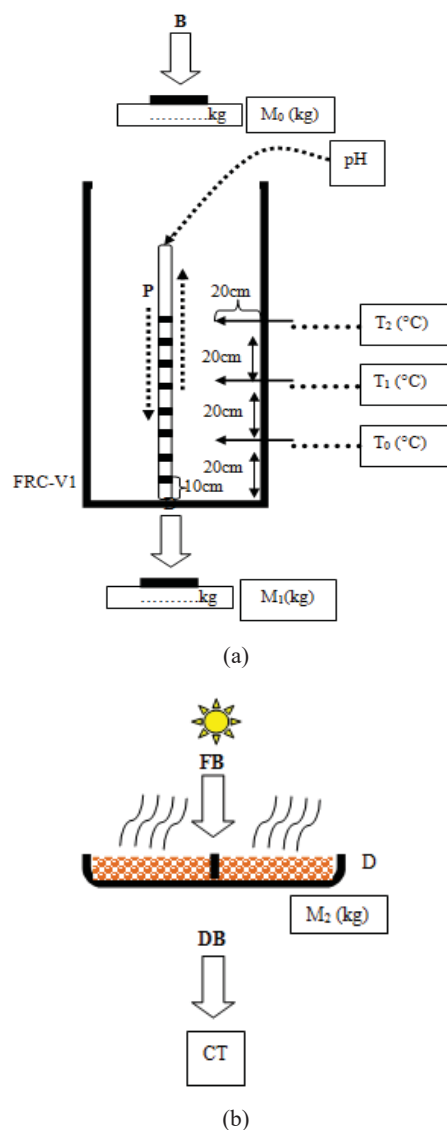 B
kg
M₀ (kg)
pH
P
20cm
T₂ (°C)
20cm
T₁ (°C)
20cm
T₀ (°C)
20cm
FRC-V1
10cm
kg
M₁(kg)
(a)
FB
D
M₂ (kg)
DB
CT
(b)